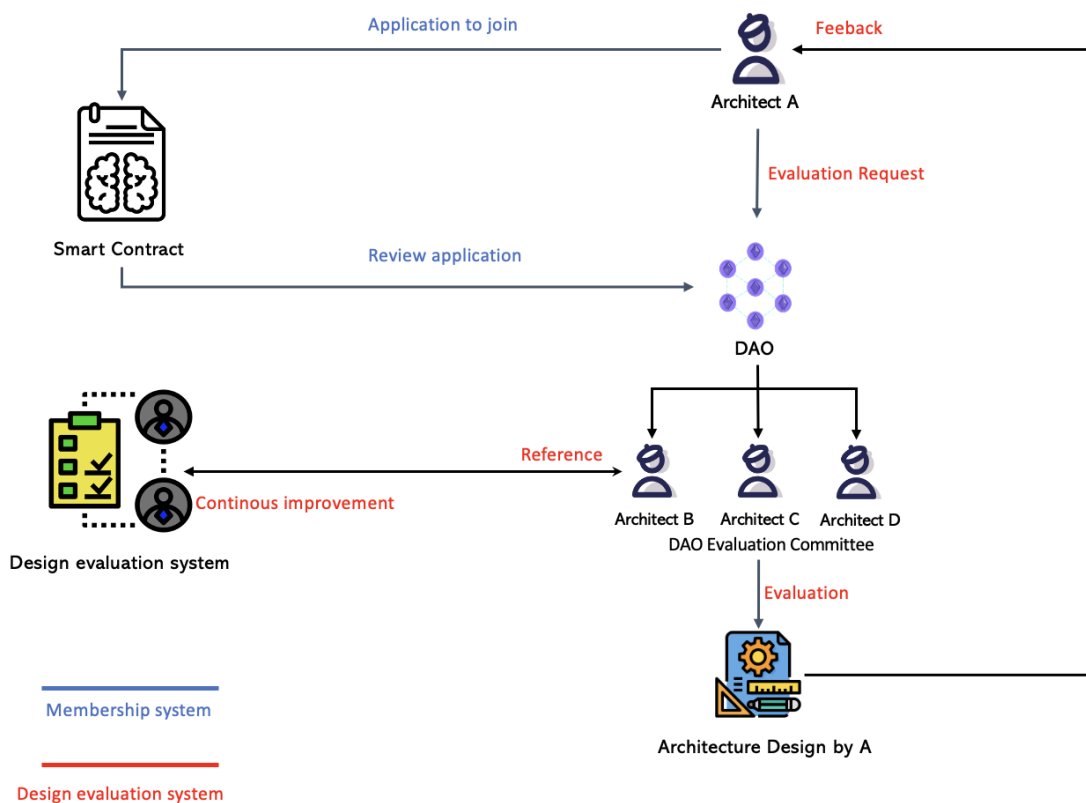 Application to join
Feeback
Architect A
Evaluation Request
Smart Contract
Review application
DAO
Reference
Continous improvement
Architect B
Architect C
Architect D
DAO Evaluation Committee
Design evaluation system
Evaluation
Membership system
Architecture Design by A
Design evaluation system